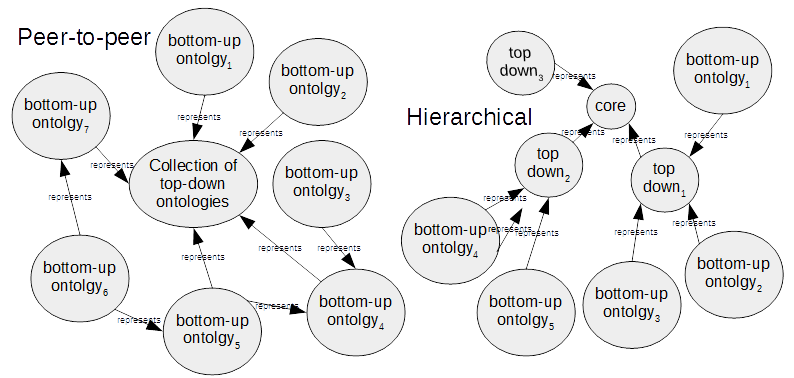 Peer-to-peer
bottom-up
ontolgy1
represents
bottom-up
ontolgy2
represents
bottom-up
ontolgy7
represents
Collection of
top-down
ontologies
bottom-up
ontolgy3
represents
represents
bottom-up
ontolgy6
represents
represents
represents
bottom-up
ontolgy5
represents
bottom-up
ontolgy4
Hierarchical
top
down3
represents
core
bottom-up
ontolgy1
represents
represents
represents
top
down2
top
down1
represents
represents
bottom-up
ontolgy4
represents
bottom-up
ontolgy5
represents
bottom-up
ontolgy3
represents
bottom-up
ontolgy2